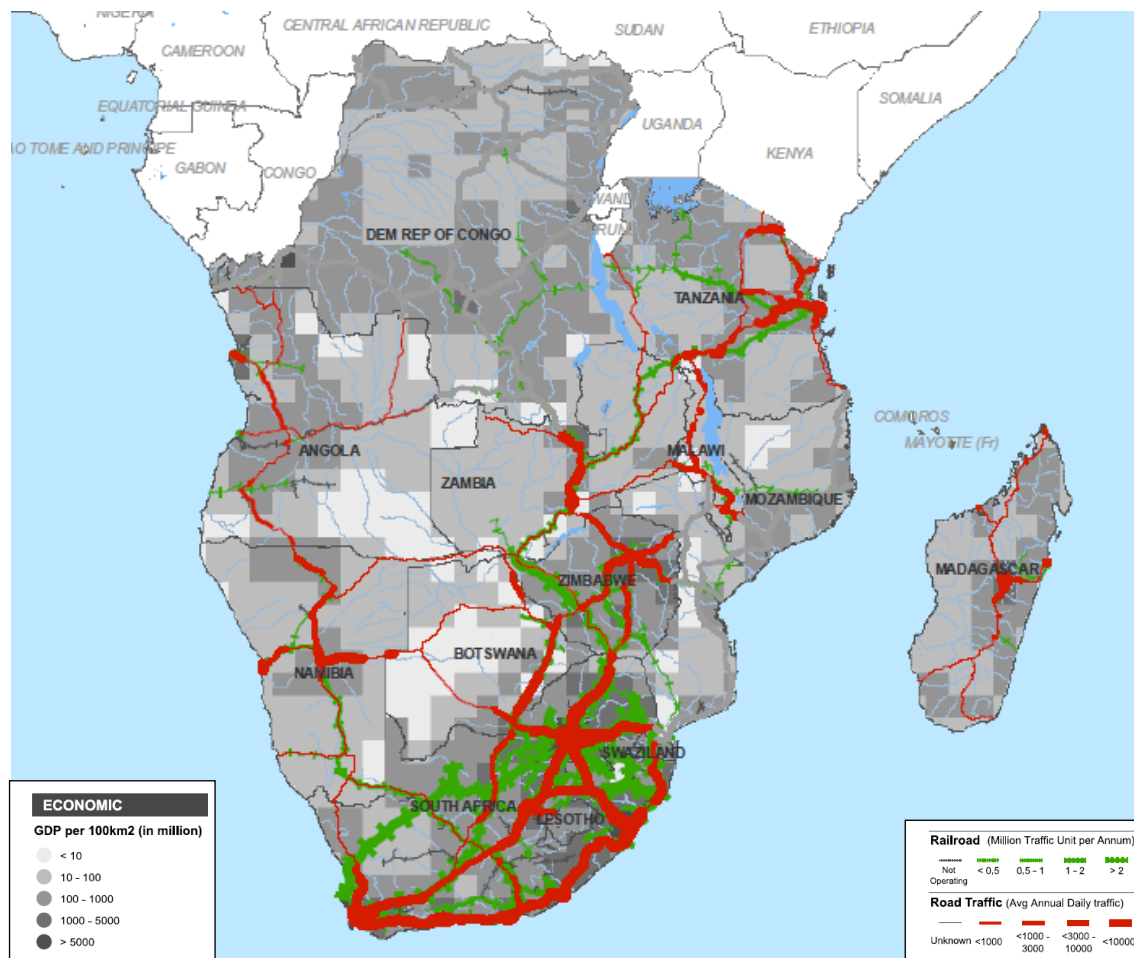 NIGERIA
CENTRAL AFRICAN REPUBLIC
SUDAN
ETHIOPIA
CAMEROON
EQUATORIAL GUINEA
SOMALIA
UGANDA
AO TOME AND PRINCIPE
GABON
CONGO
KENYA
WAND
RUN
DEM REP OF CONGO
TANZANIA
COMOROS
MAYOTTE (Fr)
ANGOLA
MALAWI
ZAMBIA
MOZAMBIQUE
MADAGASCAR
ZIMBABWE
BOTSWANA
NAMIBIA
SWAZILAND
SOUTH AFRICA
LESOTHO
ECONOMIC
GDP per 100km2 (in million)
< 10
10 – 100
100 – 1000
1000 – 5000
> 5000
Railroad (Million Traffic Unit per Annum)
Not Operating
< 0,5
0,5 – 1
1 – 2
> 2
Road Traffic (Avg Annual Daily traffic)
Unknown
<1000
<1000 - 3000
<3000 - 10000
<10000